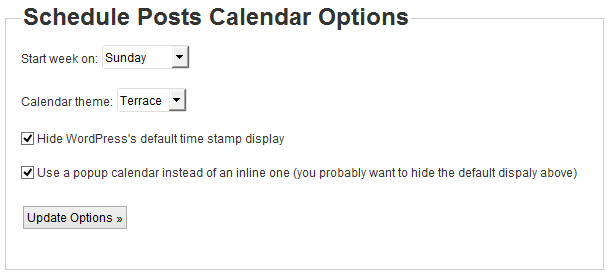 Schedule Posts Calendar Options
Start week on: Sunday
Calendar theme: Terrace
Hide WordPress's default time stamp display
Use a popup calendar instead of an inline one (you probably want to hide the default dispaly above)
Update Options »